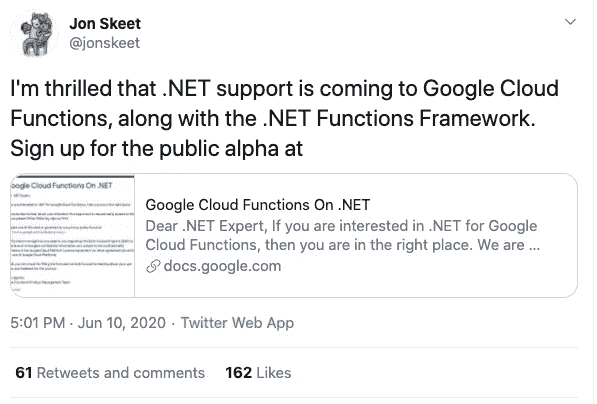 Jon Skeet
@jonskeet
I'm thrilled that .NET support is coming to Google Cloud
Functions, along with the .NET Functions Framework.
Sign up for the public alpha at
oogle Cloud Functions On .NET
Google Cloud Functions On .NET
Dear .NET Expert, If you are interested in .NET for Google
Cloud Functions, then you are in the right place. We are ...
docs.google.com
5:01 PM · Jun 10, 2020 · Twitter Web App
61 Retweets and comments 162 Likes